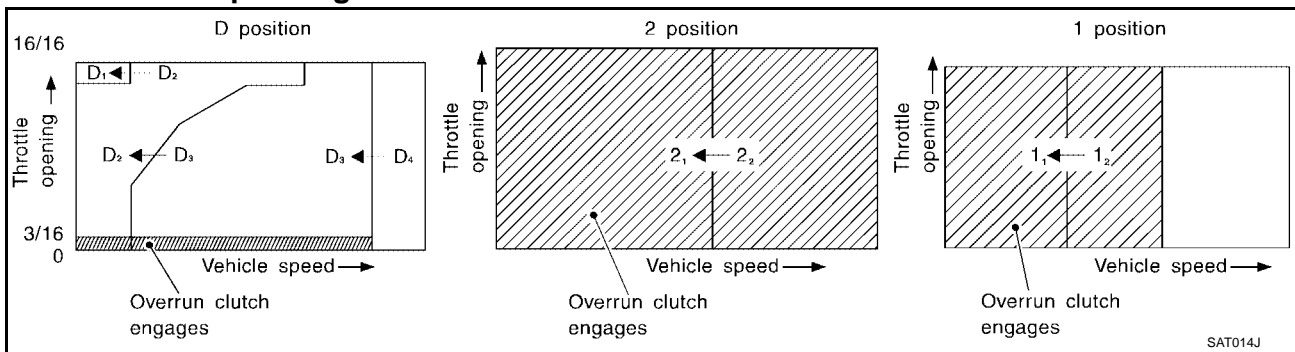 D position
16/16
D₁ ← D₂
Throttle opening →
D₂ ← D₃
D₃ ← D₄
3/16
0
Vehicle speed →
Overrun clutch
engages
2 position
Throttle
opening →
2₁ ← 2₂
Vehicle speed →
Overrun clutch
engages
1 position
Throttle
opening →
1₁ ← 1₂
Vehicle speed →
Overrun clutch
engages
SAT014J